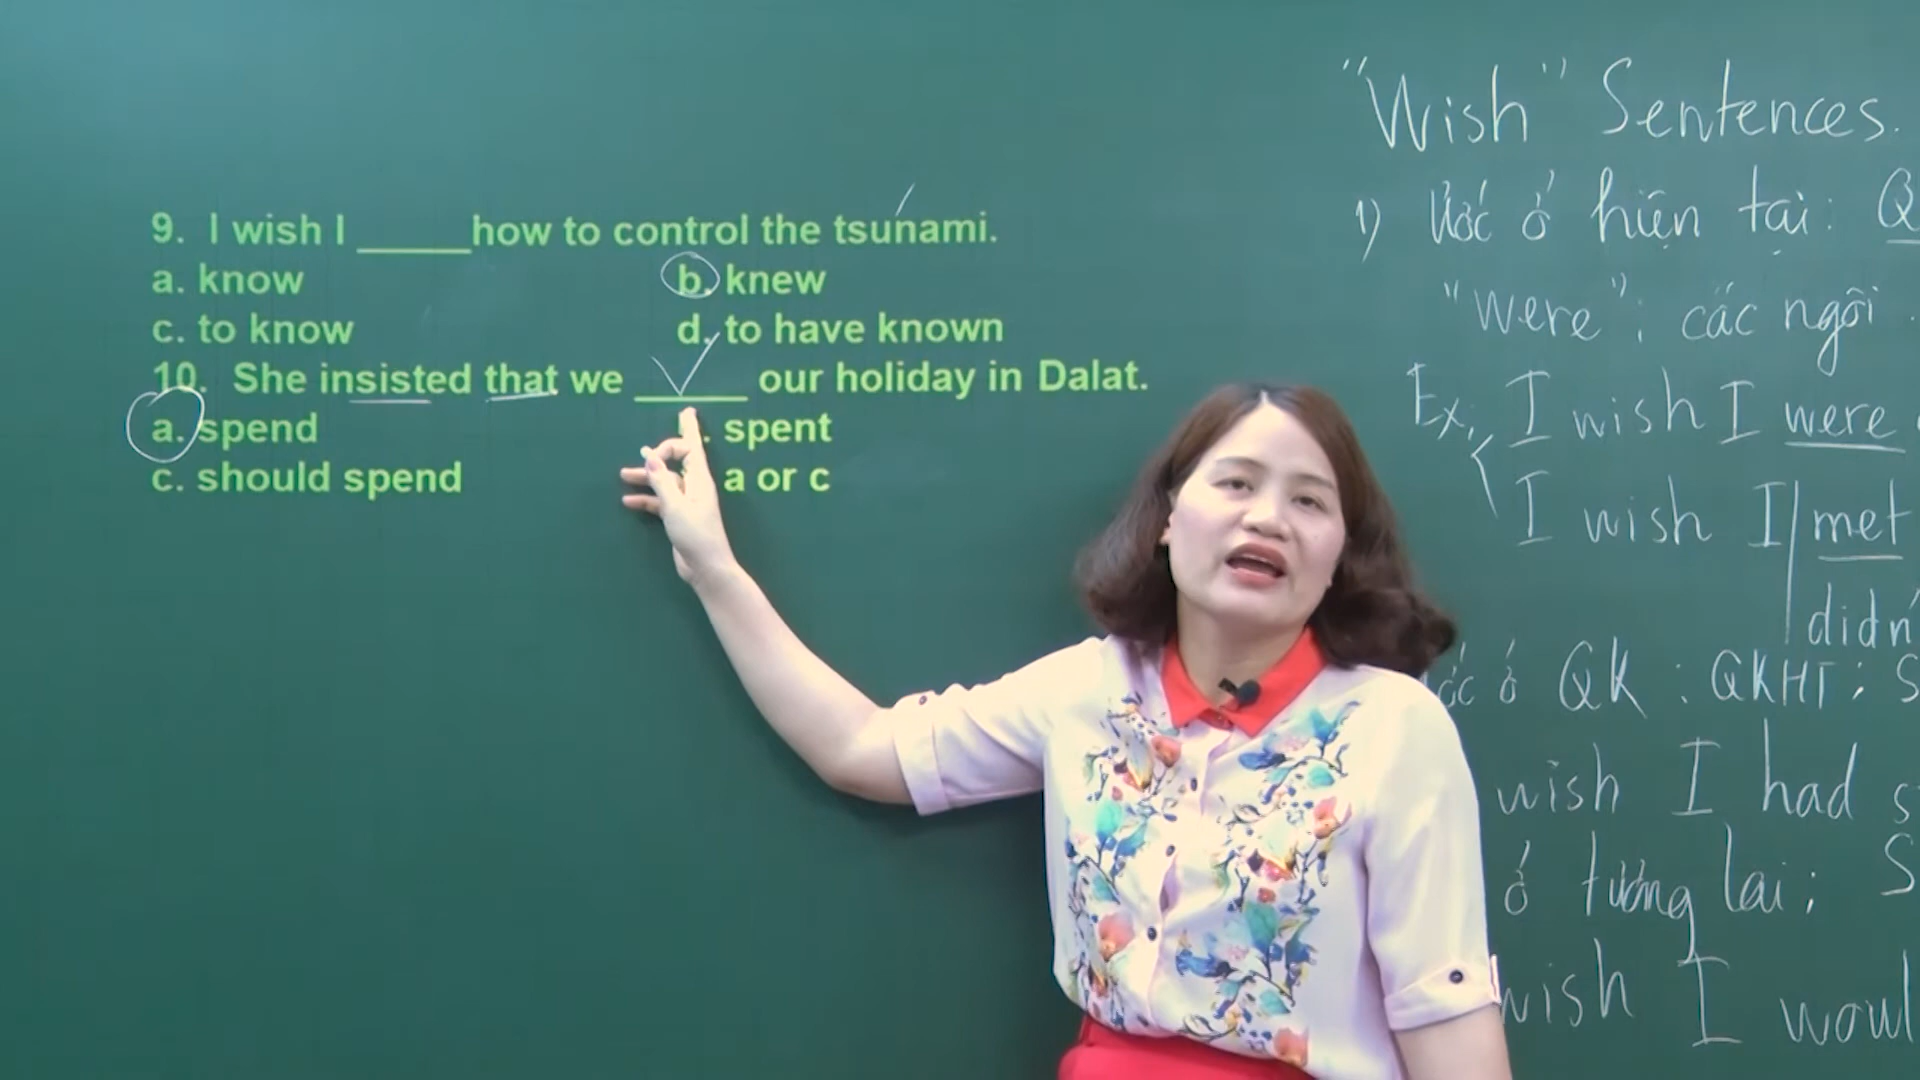 9. I wish I _____ how to control the tsunami.
a. know b. knew
c. to know d. to have known
10. She insisted that we _____ our holiday in Dalat.
a. spend . spent
c. should spend a or c
"Wish" Sentences.
1) Ước ở hiện tại: Q
"were": các ngôi
Ex: I wish I were
I wish I met
didn'
ở QK: QKHT: S
wish I had
ở tương lai: S
wish I woul